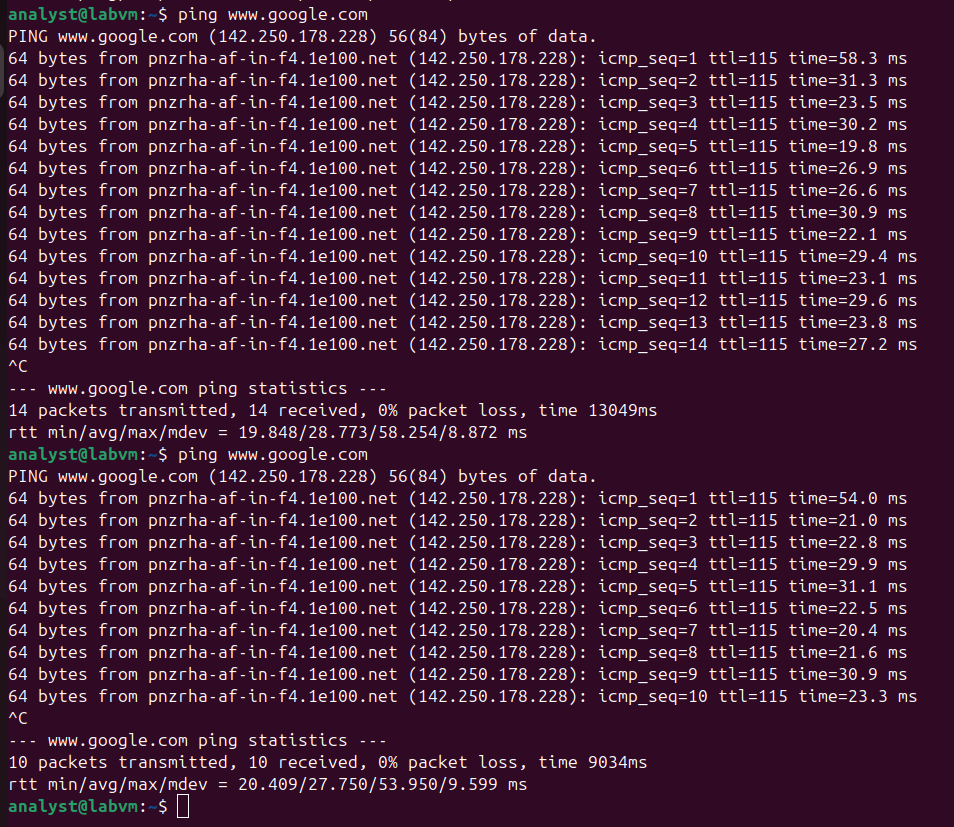 analyst@labvm:~$ ping www.google.com
PING www.google.com (142.250.178.228) 56(84) bytes of data.
64 bytes from pnzrha-af-in-f4.1e100.net (142.250.178.228): icmp_seq=1 ttl=115 time=58.3 ms
64 bytes from pnzrha-af-in-f4.1e100.net (142.250.178.228): icmp_seq=2 ttl=115 time=31.3 ms
64 bytes from pnzrha-af-in-f4.1e100.net (142.250.178.228): icmp_seq=3 ttl=115 time=23.5 ms
64 bytes from pnzrha-af-in-f4.1e100.net (142.250.178.228): icmp_seq=4 ttl=115 time=30.2 ms
64 bytes from pnzrha-af-in-f4.1e100.net (142.250.178.228): icmp_seq=5 ttl=115 time=19.8 ms
64 bytes from pnzrha-af-in-f4.1e100.net (142.250.178.228): icmp_seq=6 ttl=115 time=26.9 ms
64 bytes from pnzrha-af-in-f4.1e100.net (142.250.178.228): icmp_seq=7 ttl=115 time=26.6 ms
64 bytes from pnzrha-af-in-f4.1e100.net (142.250.178.228): icmp_seq=8 ttl=115 time=30.9 ms
64 bytes from pnzrha-af-in-f4.1e100.net (142.250.178.228): icmp_seq=9 ttl=115 time=22.1 ms
64 bytes from pnzrha-af-in-f4.1e100.net (142.250.178.228): icmp_seq=10 ttl=115 time=29.4 ms
64 bytes from pnzrha-af-in-f4.1e100.net (142.250.178.228): icmp_seq=11 ttl=115 time=23.1 ms
64 bytes from pnzrha-af-in-f4.1e100.net (142.250.178.228): icmp_seq=12 ttl=115 time=29.6 ms
64 bytes from pnzrha-af-in-f4.1e100.net (142.250.178.228): icmp_seq=13 ttl=115 time=23.8 ms
64 bytes from pnzrha-af-in-f4.1e100.net (142.250.178.228): icmp_seq=14 ttl=115 time=27.2 ms
^C
--- www.google.com ping statistics ---
14 packets transmitted, 14 received, 0% packet loss, time 13049ms
rtt min/avg/max/mdev = 19.848/28.773/58.254/8.872 ms
analyst@labvm:~$ ping www.google.com
PING www.google.com (142.250.178.228) 56(84) bytes of data.
64 bytes from pnzrha-af-in-f4.1e100.net (142.250.178.228): icmp_seq=1 ttl=115 time=54.0 ms
64 bytes from pnzrha-af-in-f4.1e100.net (142.250.178.228): icmp_seq=2 ttl=115 time=21.0 ms
64 bytes from pnzrha-af-in-f4.1e100.net (142.250.178.228): icmp_seq=3 ttl=115 time=22.8 ms
64 bytes from pnzrha-af-in-f4.1e100.net (142.250.178.228): icmp_seq=4 ttl=115 time=29.9 ms
64 bytes from pnzrha-af-in-f4.1e100.net (142.250.178.228): icmp_seq=5 ttl=115 time=31.1 ms
64 bytes from pnzrha-af-in-f4.1e100.net (142.250.178.228): icmp_seq=6 ttl=115 time=22.5 ms
64 bytes from pnzrha-af-in-f4.1e100.net (142.250.178.228): icmp_seq=7 ttl=115 time=20.4 ms
64 bytes from pnzrha-af-in-f4.1e100.net (142.250.178.228): icmp_seq=8 ttl=115 time=21.6 ms
64 bytes from pnzrha-af-in-f4.1e100.net (142.250.178.228): icmp_seq=9 ttl=115 time=30.9 ms
64 bytes from pnzrha-af-in-f4.1e100.net (142.250.178.228): icmp_seq=10 ttl=115 time=23.3 ms
^C
--- www.google.com ping statistics ---
10 packets transmitted, 10 received, 0% packet loss, time 9034ms
rtt min/avg/max/mdev = 20.409/27.750/53.950/9.599 ms
analyst@labvm:~$